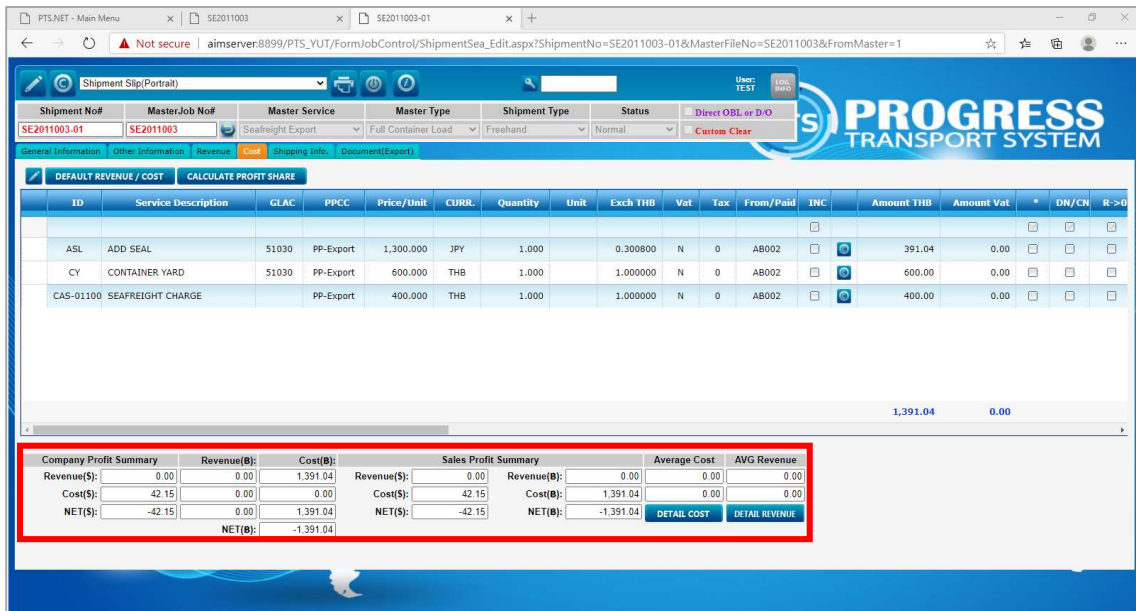 PTS.NET - Main Menu
SE2011003
SE2011003-01
Not secure | aimserver:8899/PTS_YUT/FormJobControl/ShipmentSea_Edit.aspx?ShipmentNo=SE2011003-01&MasterFileNo=SE2011003&FromMaster=1
Shipment Slip(Portrait)
User: TEST
LOG INFO
Shipment No# MasterJob No# Master Service Master Type Shipment Type Status Direct OBL or D/O
SE2011003-01 SE2011003 Seafreight Export Full Container Load Freehand Normal Custom Clear
PROGRESS
TRANSPORT SYSTEM
General Information Other Information Revenue Cost Shipping Info. Document(Export)
DEFAULT REVENUE / COST CALCULATE PROFIT SHARE
ID Service Description GLAC PPCC Price/Unit CURR. Quantity Unit Exch THB Vat Tax From/Paid INC Amount THB Amount Vat * DN/CN R->0
ASL ADD SEAL 51030 PP-Export 1,300.000 JPY 1.000 0.300800 N 0 AB002 391.04 0.00
CY CONTAINER YARD 51030 PP-Export 600.000 THB 1.000 1.000000 N 0 AB002 600.00 0.00
CAS-01100 SEAFREIGHT CHARGE PP-Export 400.000 THB 1.000 1.000000 N 0 AB002 400.00 0.00
1,391.04 0.00
Company Profit Summary Revenue(B): Cost(B): Sales Profit Summary Average Cost AVG Revenue
Revenue($): 0.00 0.00 1,391.04 Revenue($): 0.00 Revenue(B): 0.00 0.00 0.00
Cost($): 42.15 0.00 0.00 Cost($): 42.15 Cost(B): 1,391.04 0.00 0.00
NET($): -42.15 0.00 1,391.04 NET($): -42.15 NET(B): -1,391.04 DETAIL COST DETAIL REVENUE
NET(B): -1,391.04